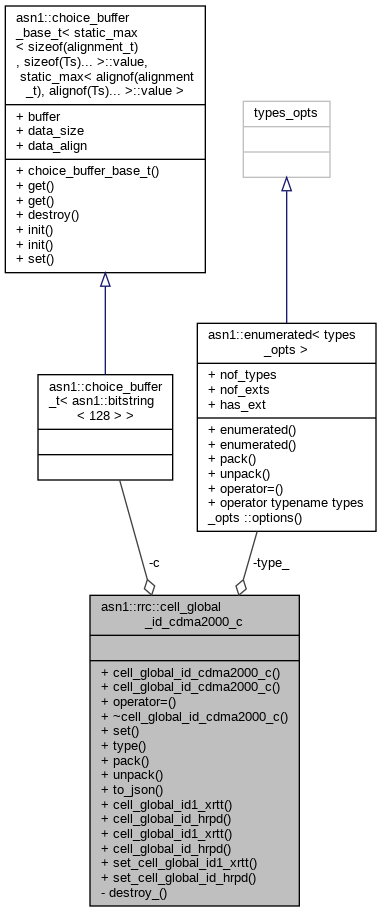 asn1::choice_buffer
_base_t< static_max
< sizeof(alignment_t)
, sizeof(Ts)... >::value,
static_max< alignof(alignment
_t), alignof(Ts)... >::value >
+ buffer
+ data_size
+ data_align
+ choice_buffer_base_t()
+ get()
+ get()
+ destroy()
+ init()
+ init()
+ set()
types_opts
asn1::enumerated< types
_opts >
+ nof_types
+ nof_exts
+ has_ext
+ enumerated()
+ enumerated()
+ pack()
+ unpack()
+ operator=()
+ operator typename types
_opts ::options()
asn1::choice_buffer
_t< asn1::bitstring
< 128 > >
-c
-type_
asn1::rrc::cell_global
_id_cdma2000_c
+ cell_global_id_cdma2000_c()
+ cell_global_id_cdma2000_c()
+ operator=()
+ ~cell_global_id_cdma2000_c()
+ set()
+ type()
+ pack()
+ unpack()
+ to_json()
+ cell_global_id1_xrtt()
+ cell_global_id_hrpd()
+ cell_global_id1_xrtt()
+ cell_global_id_hrpd()
+ set_cell_global_id1_xrtt()
+ set_cell_global_id_hrpd()
- destroy_()